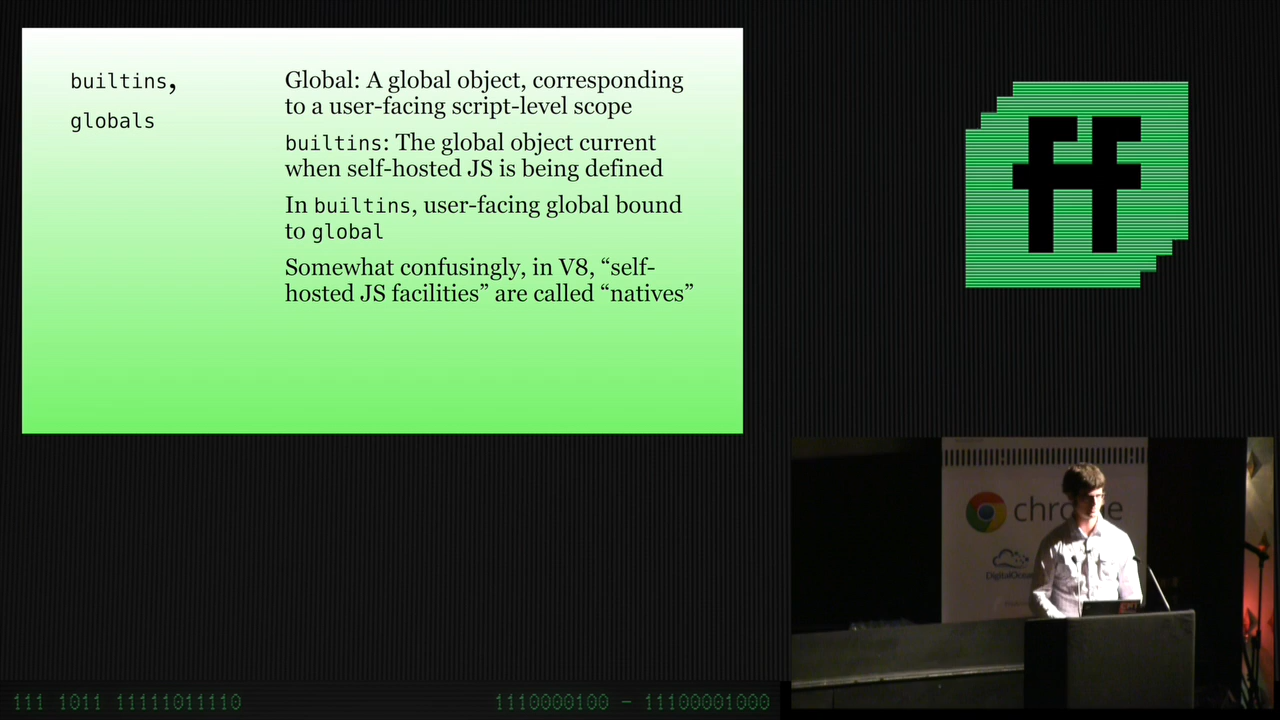 builtins,
globals
Global: A global object, corresponding
to a user-facing script-level scope
builtins: The global object current
when self-hosted JS is being defined
In builtins, user-facing global bound
to global
Somewhat confusingly, in V8, “self-
hosted JS facilities” are called “natives”
ff
DigitalOcean
111 1011 11111011110
1110000100 – 11100001000